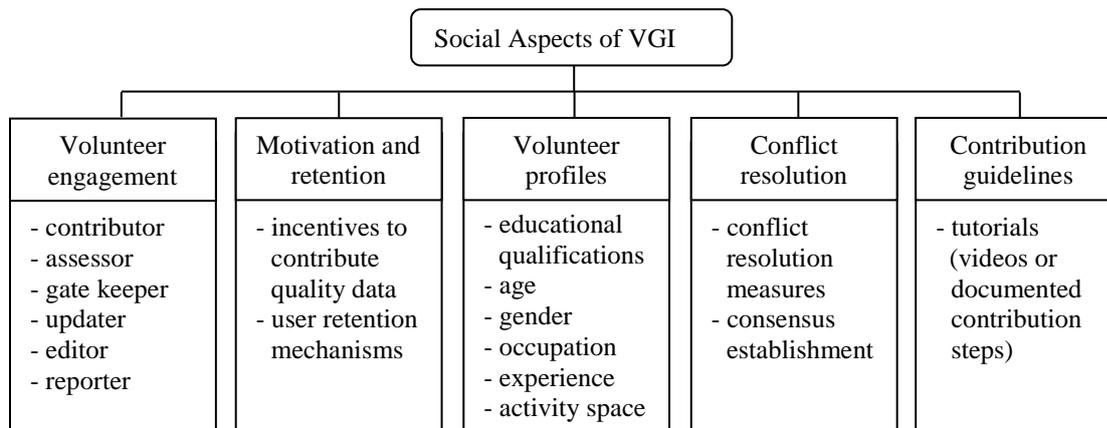 Social Aspects of VGI
Volunteer
engagement
- contributor
- assessor
- gate keeper
- updater
- editor
- reporter
Motivation and
retention
- incentives to
contribute
quality data
- user retention
mechanisms
Volunteer
profiles
- educational
qualifications
- age
- gender
- occupation
- experience
- activity space
Conflict
resolution
- conflict
resolution
measures
- consensus
establishment
Contribution
guidelines
- tutorials
(videos or
documented
contribution
steps)